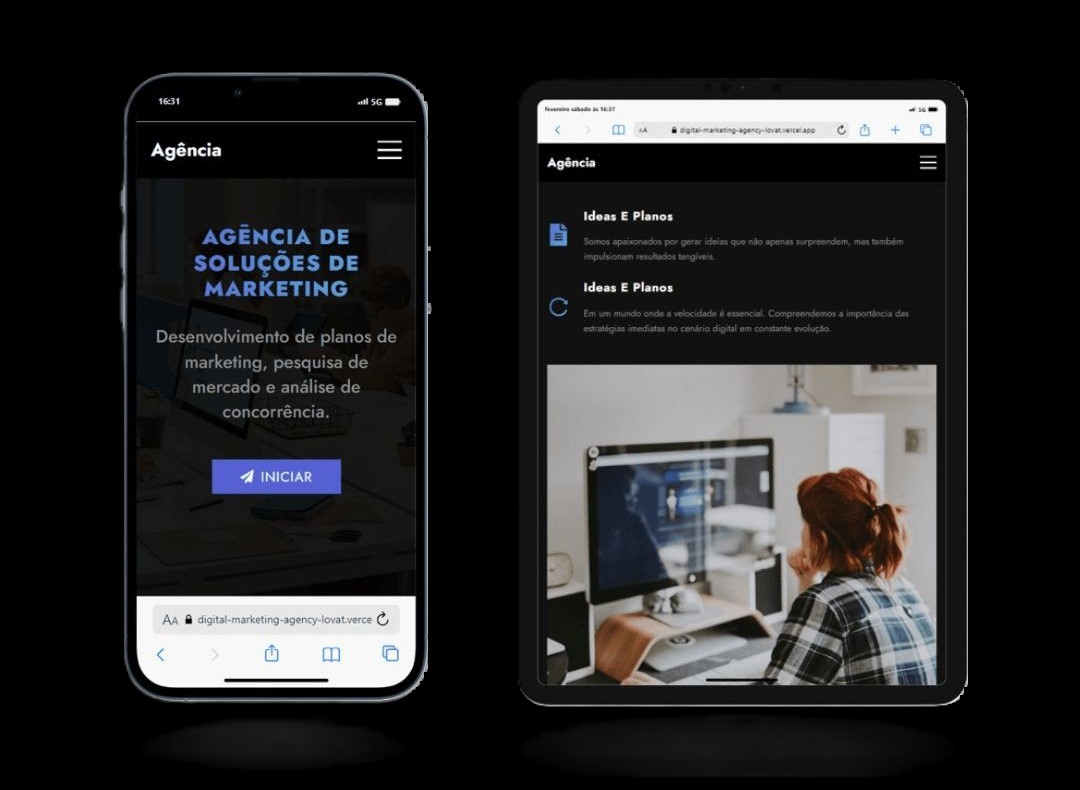 16:31
5G
Agência
AGÊNCIA DE
SOLUÇÕES DE
MARKETING
Desenvolvimento de planos de
marketing, pesquisa de
mercado e análise de
concorrência.
INICIAR
AA digital-marketing-agency-lovat.verce
fevereiro sábado às 16:37
5G
AA digital-marketing-agency-lovat.vercel.app
Agência
Ideas E Planos
Somos apaixonados por gerar ideias que não apenas surpreendem, mas também
impulsionam resultados tangíveis.
Ideas E Planos
Em um mundo onde a velocidade é essencial. Compreendemos a importância das
estratégias imediatas no cenário digital em constante evolução.